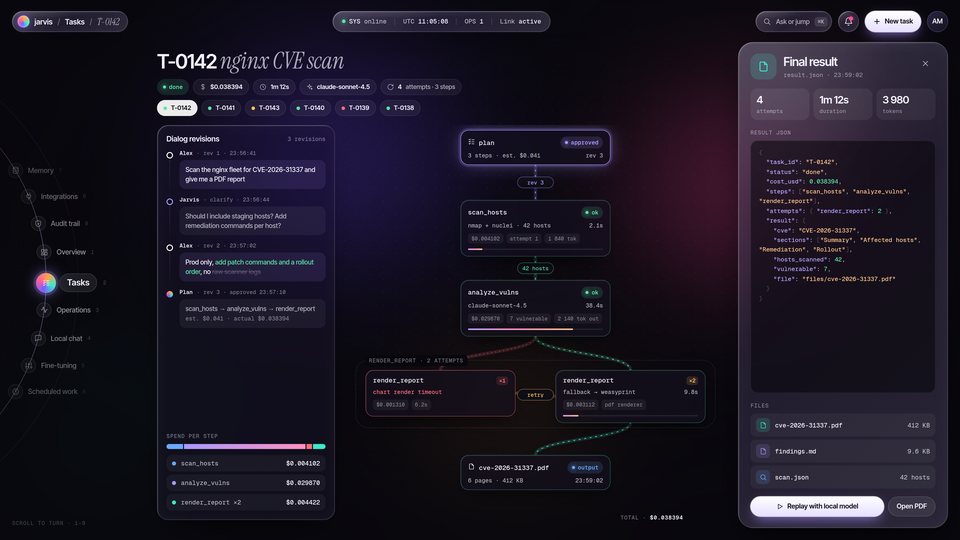 jarvis / Tasks / T-0142
SYS online UTC 11:05:08 OPS 1 Link active
Ask or jump ⌘K
+ New task
AM
T-0142 nginx CVE scan
done
$ $0.038394
1m 12s
claude-sonnet-4.5
4 attempts · 3 steps
T-0142 T-0141 T-0143 T-0140 T-0139 T-0138
Memory
Integrations
Audit trail
Overview
Tasks
Operations
Local chat
Fine-tuning
Scheduled work
SCROLL TO TURN · 1-9
Dialog revisions 3 revisions
Alex · rev 1 · 23:56:41
Scan the nginx fleet for CVE-2026-31337 and
give me a PDF report
Jarvis · clarify · 23:56:44
Should I include staging hosts? Add
remediation commands per host?
Alex · rev 2 · 23:57:02
Prod only, add patch commands and a rollout
order, no raw scanner logs
Plan · rev 3 · approved 23:57:10
scan_hosts → analyze_vulns → render_report
est. $0.041 · actual $0.038394
SPEND PER STEP
scan_hosts $0.004102
analyze_vulns $0.029870
render_report ×2 $0.004422
plan approved
3 steps · est. $0.041 rev 3
rev 3
scan_hosts ok
nmap + nuclei · 42 hosts 2.1s
$0.004102 attempt 1 1 840 tok
42 hosts
analyze_vulns ok
claude-sonnet-4.5 38.4s
$0.029870 7 vulnerable 2 140 tok out
RENDER_REPORT · 2 ATTEMPTS
render_report ×1
chart render timeout
$0.001310 6.2s
retry
render_report ×2
fallback → weasyprint 9.8s
$0.003112 pdf renderer
cve-2026-31337.pdf output
6 pages · 412 KB 23:59:02
TOTAL · $0.038394
Final result
result.json · 23:59:02
4 attempts
1m 12s duration
3 980 tokens
RESULT JSON
{
"task_id": "T-0142",
"status": "done",
"cost_usd": 0.038394,
"steps": ["scan_hosts", "analyze_vulns",
"render_report"],
"attempts": { "render_report": 2 },
"result": {
"cve": "CVE-2026-31337",
"sections": ["Summary", "Affected hosts",
"Remediation", "Rollout"],
"hosts_scanned": 42,
"vulnerable": 7,
"file": "files/cve-2026-31337.pdf"
}
}
FILES
cve-2026-31337.pdf 412 KB
findings.md 9.6 KB
scan.json 42 hosts
Replay with local model
Open PDF